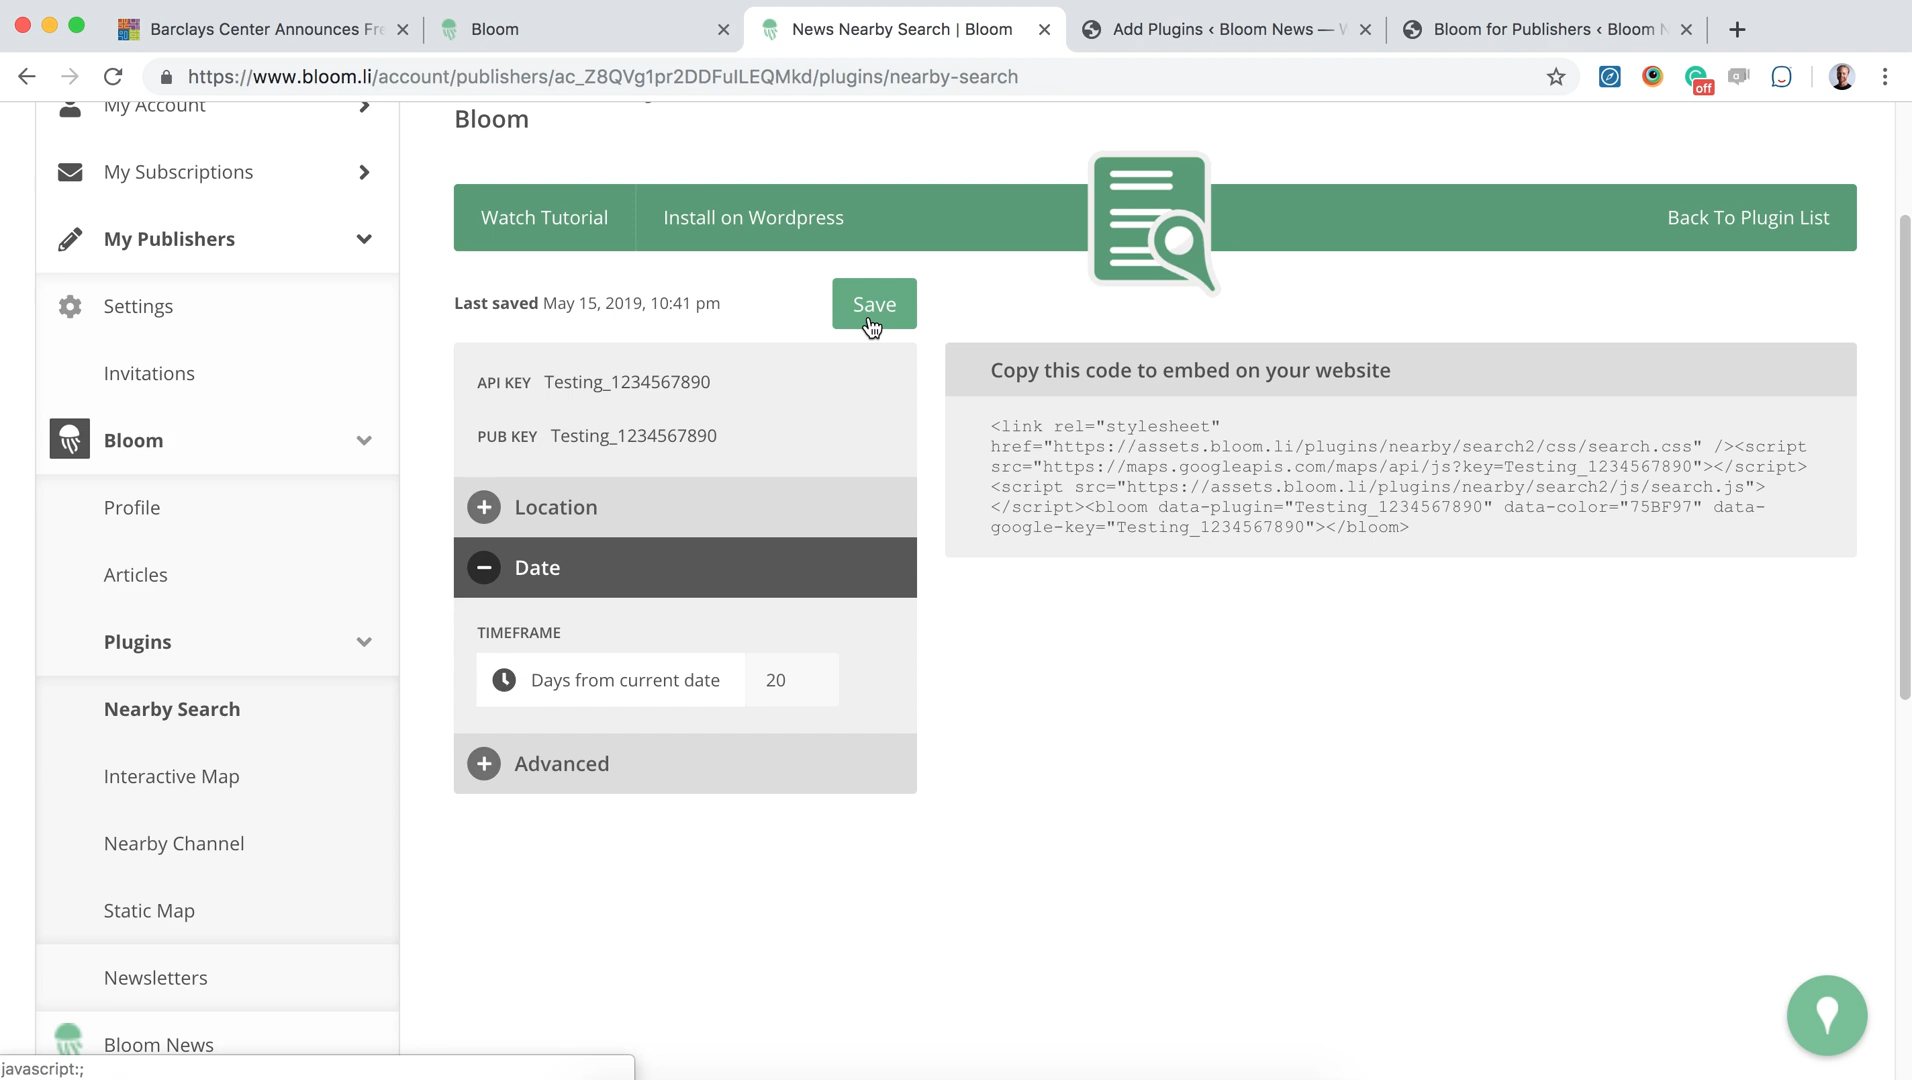 Barclays Center Announces Fre
Bloom
News Nearby Search | Bloom
Add Plugins ‹ Bloom News — W
Bloom for Publishers ‹ Bloom N
https://www.bloom.li/account/publishers/ac_Z8QVg1pr2DDFuILEQMkd/plugins/nearby-search
off
My Account
My Subscriptions
My Publishers
Settings
Invitations
Bloom
Profile
Articles
Plugins
Nearby Search
Interactive Map
Nearby Channel
Static Map
Newsletters
Bloom News
javascript:;
Bloom
Watch Tutorial
Install on Wordpress
Back To Plugin List
Last saved May 15, 2019, 10:41 pm
Save
API KEY Testing_1234567890
PUB KEY Testing_1234567890
Location
Date
TIMEFRAME
Days from current date 20
Advanced
Copy this code to embed on your website
<link rel="stylesheet"
href="https://assets.bloom.li/plugins/nearby/search2/css/search.css" /><script
src="https://maps.googleapis.com/maps/api/js?key=Testing_1234567890"></script>
<script src="https://assets.bloom.li/plugins/nearby/search2/js/search.js">
</script><bloom data-plugin="Testing_1234567890" data-color="75BF97" data-
google-key="Testing_1234567890"></bloom>